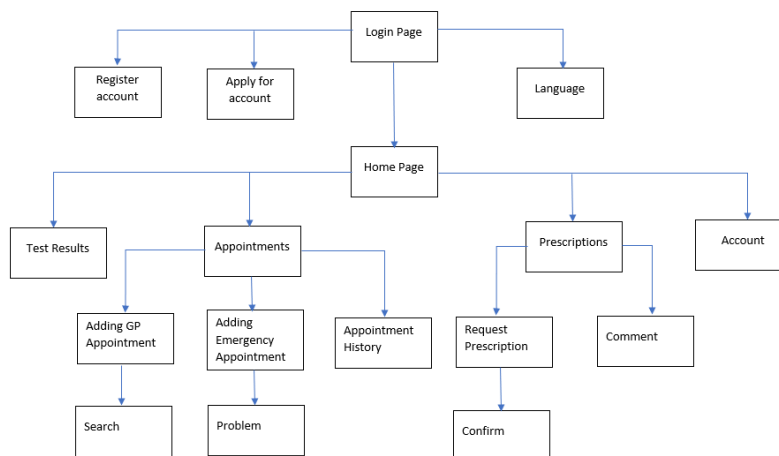 Login Page
Register
account
Apply for
account
Language
Home Page
Test Results
Appointments
Prescriptions
Account
Adding GP
Appointment
Adding
Emergency
Appointment
Appointment
History
Request
Prescription
Comment
Search
Problem
Confirm